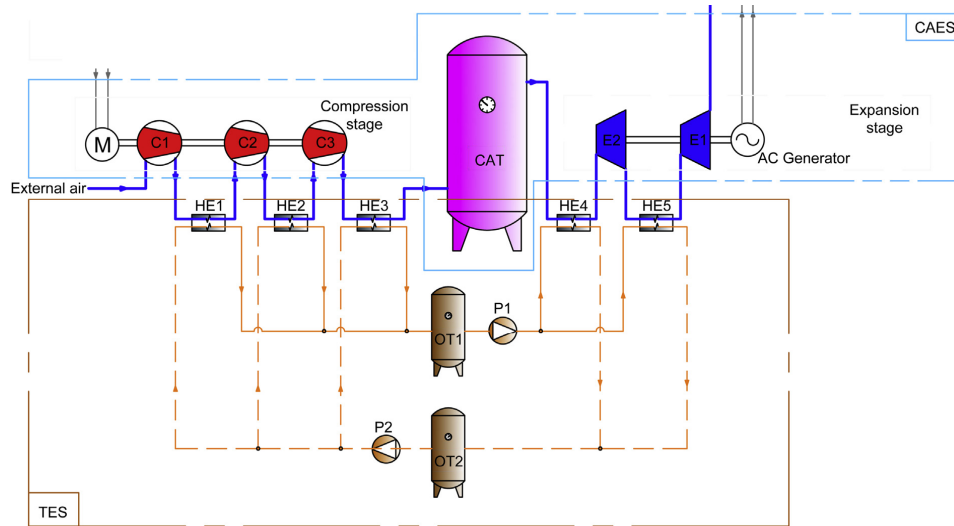 CAES
Compression
stage
Expansion
stage
M
C1
C2
C3
CAT
E2
E1
AC Generator
External air
HE1
HE2
HE3
HE4
HE5
P1
OT1
P2
OT2
TES